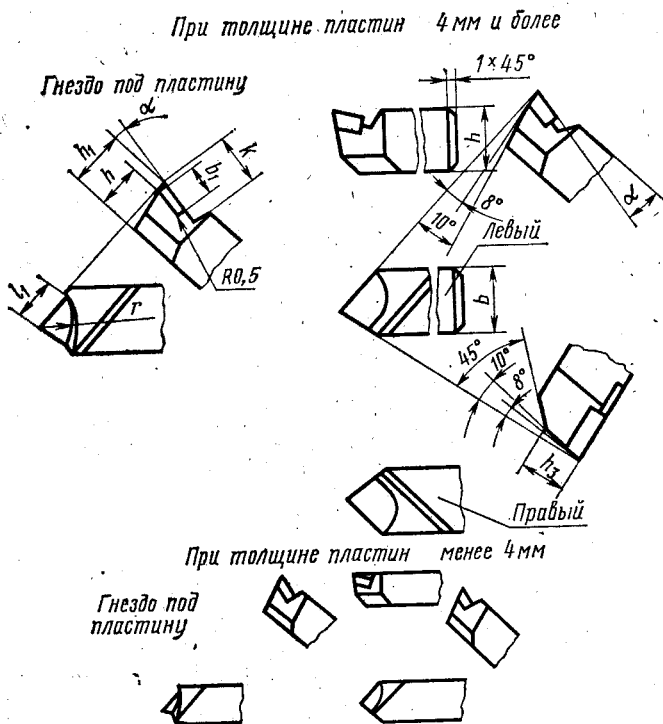 При толщине пластин 4 мм и более
Гнездо под пластину
1×45°
α
h₁
h
b₁
k
R0,5
l₁
r
h
8°
10°
α
Левый
b
45°
10°
8°
h₃
Правый
При толщине пластин менее 4 мм
Гнездо под
пластину